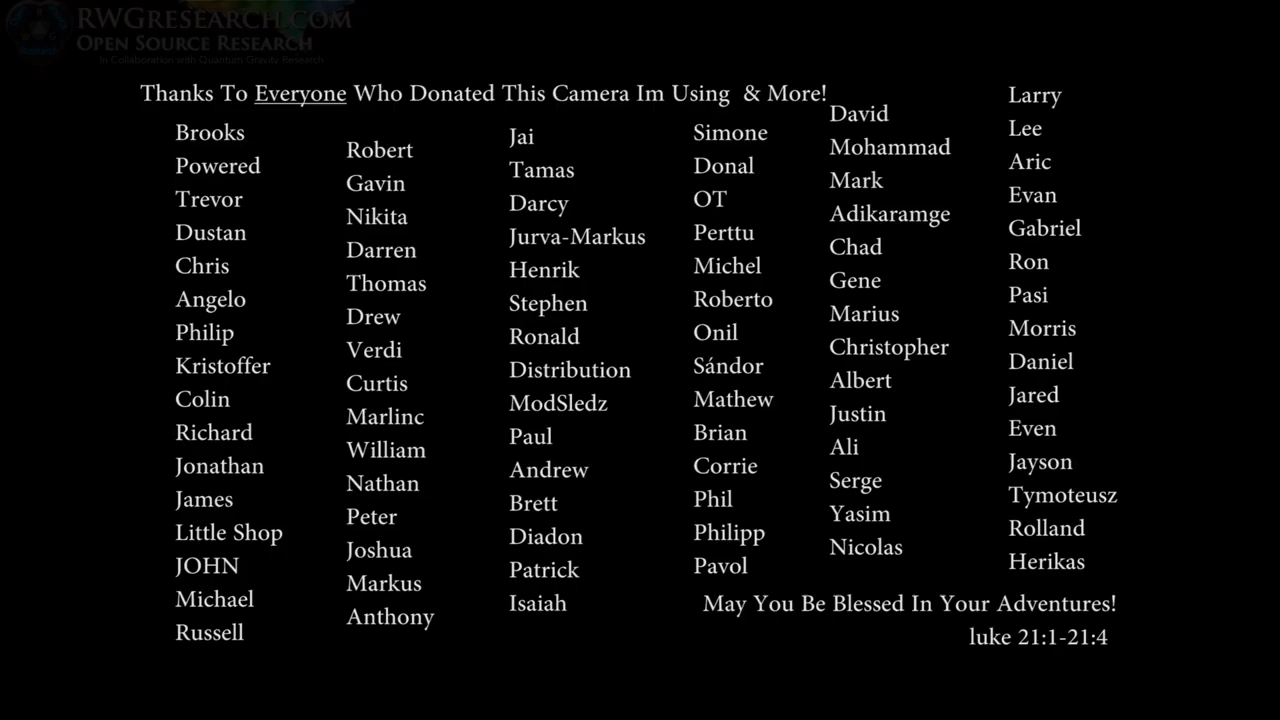 RWGresearch.com
Open Source Research
In Collaboration with Quantum Gravity Research
Thanks To Everyone Who Donated This Camera Im Using & More!
Brooks
Powered
Trevor
Dustan
Chris
Angelo
Philip
Kristoffer
Colin
Richard
Jonathan
James
Little Shop
JOHN
Michael
Russell
Robert
Gavin
Nikita
Darren
Thomas
Drew
Verdi
Curtis
Marlinc
William
Nathan
Peter
Joshua
Markus
Anthony
Jai
Tamas
Darcy
Jurva-Markus
Henrik
Stephen
Ronald
Distribution
ModSledz
Paul
Andrew
Brett
Diadon
Patrick
Isaiah
Simone
Donal
OT
Perttu
Michel
Roberto
Onil
Sándor
Mathew
Brian
Corrie
Phil
Philipp
Pavol
David
Mohammad
Mark
Adikaramge
Chad
Gene
Marius
Christopher
Albert
Justin
Ali
Serge
Yasim
Nicolas
Larry
Lee
Aric
Evan
Gabriel
Ron
Pasi
Morris
Daniel
Jared
Even
Jayson
Tymoteusz
Rolland
Herikas
May You Be Blessed In Your Adventures!
luke 21:1-21:4